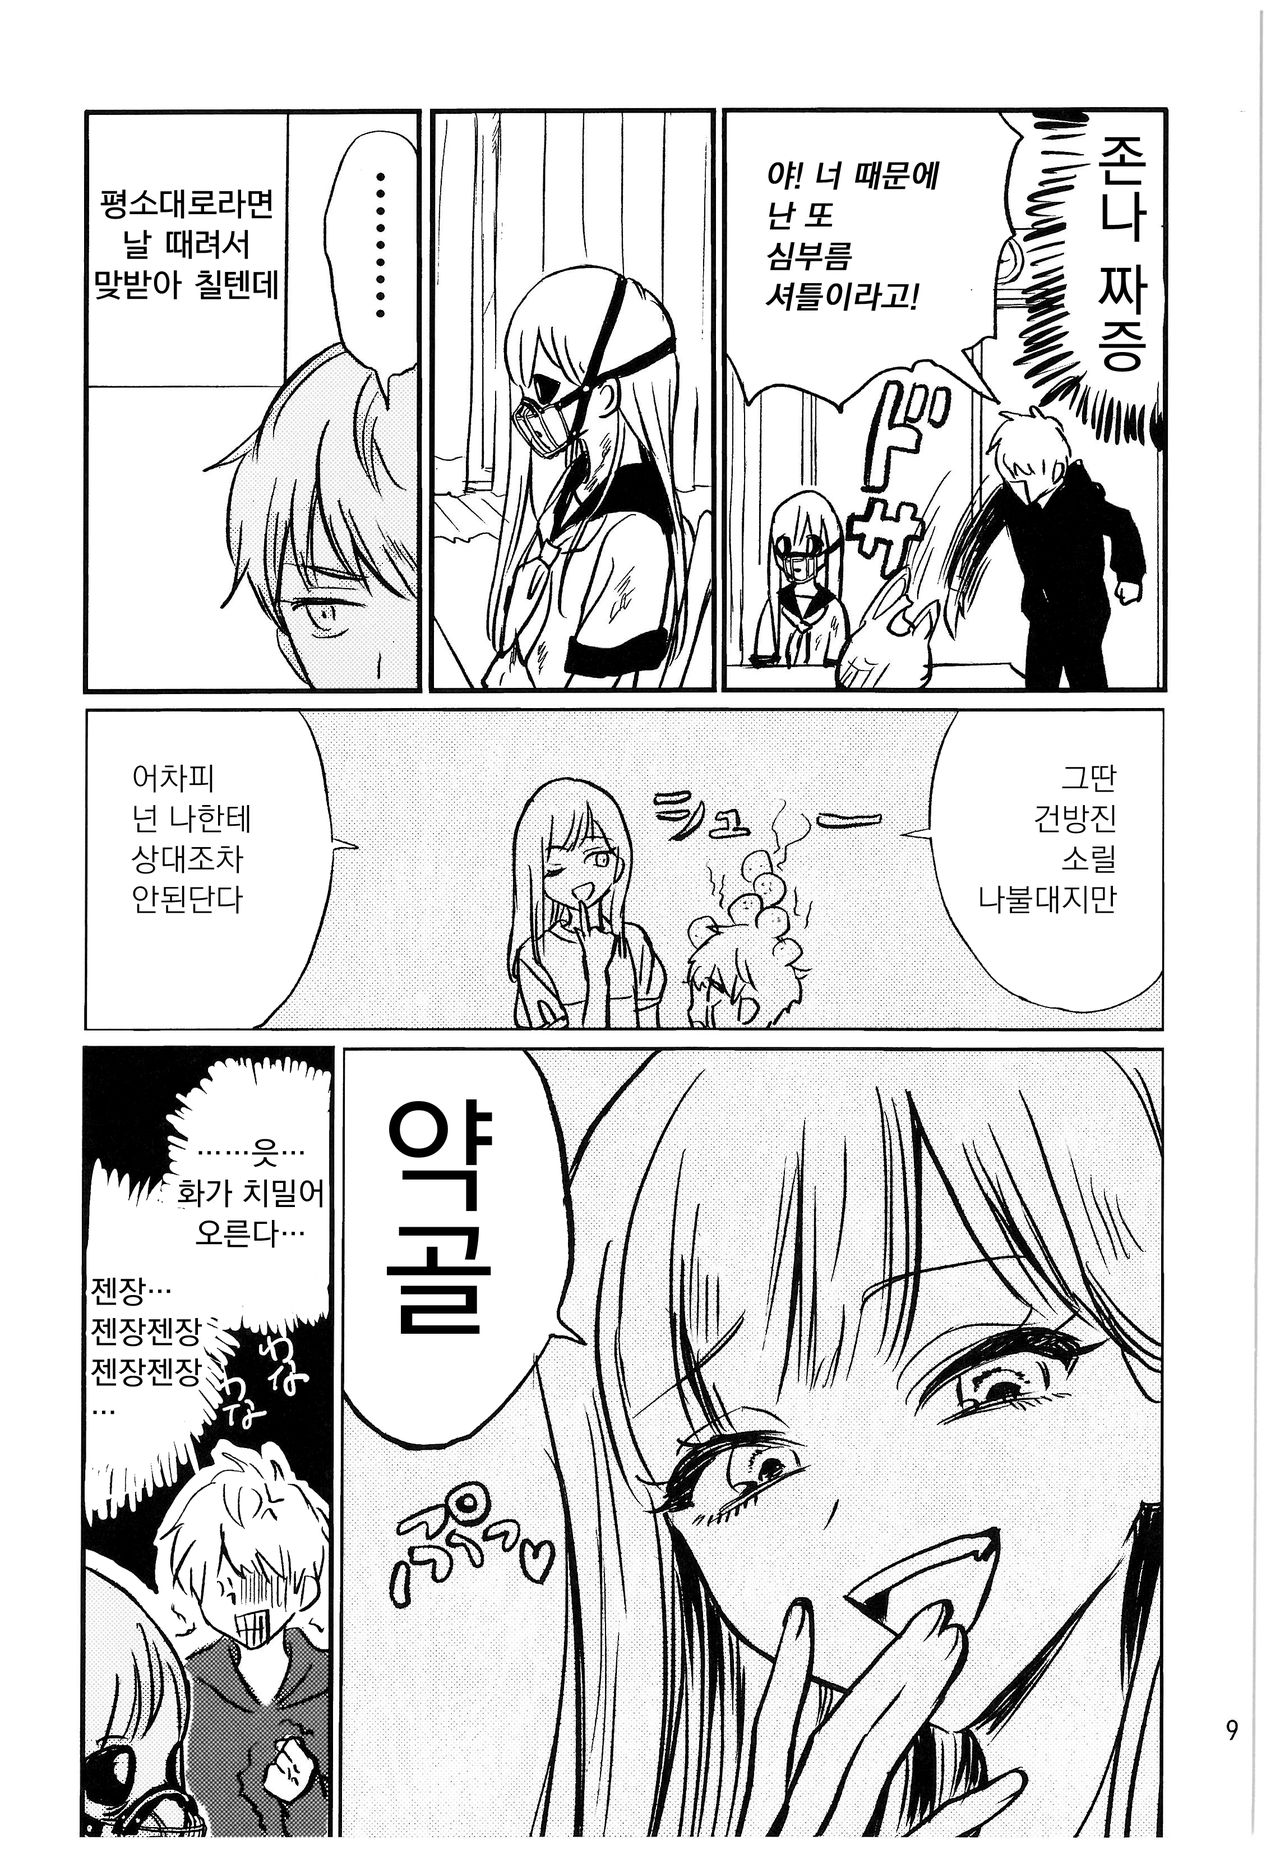 존나 짜증
야! 너 때문에
난 또
심부름
셔틀이라고!
ドサ
………
평소대로라면
날 때려서
맞받아 칠텐데
그딴
건방진
소릴
나불대지만
シュー
어차피
넌 나한테
상대조차
안된단다
약골
……읏…
화가 치밀어
오른다…
젠장…
젠장젠장
젠장젠장
…
わな
わな
9